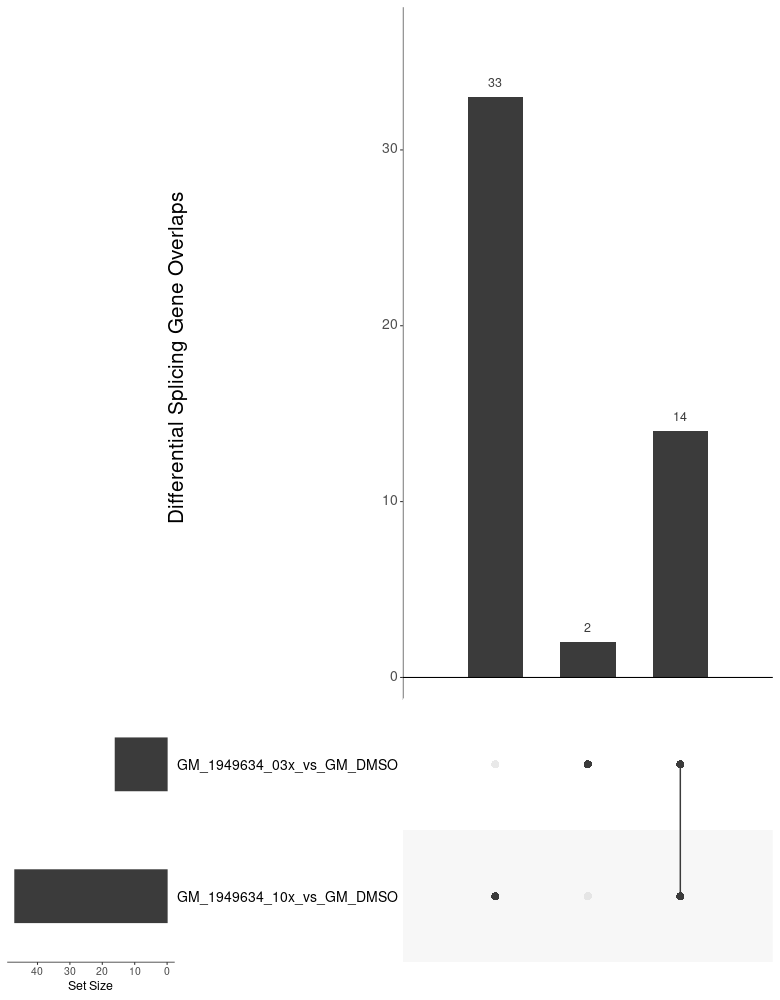 33
30
Differential Splicing Gene Overlaps
20
14
10
2
0
GM_1949634_03x_vs_GM_DMSO
GM_1949634_10x_vs_GM_DMSO
40 30 20 10 0
Set Size